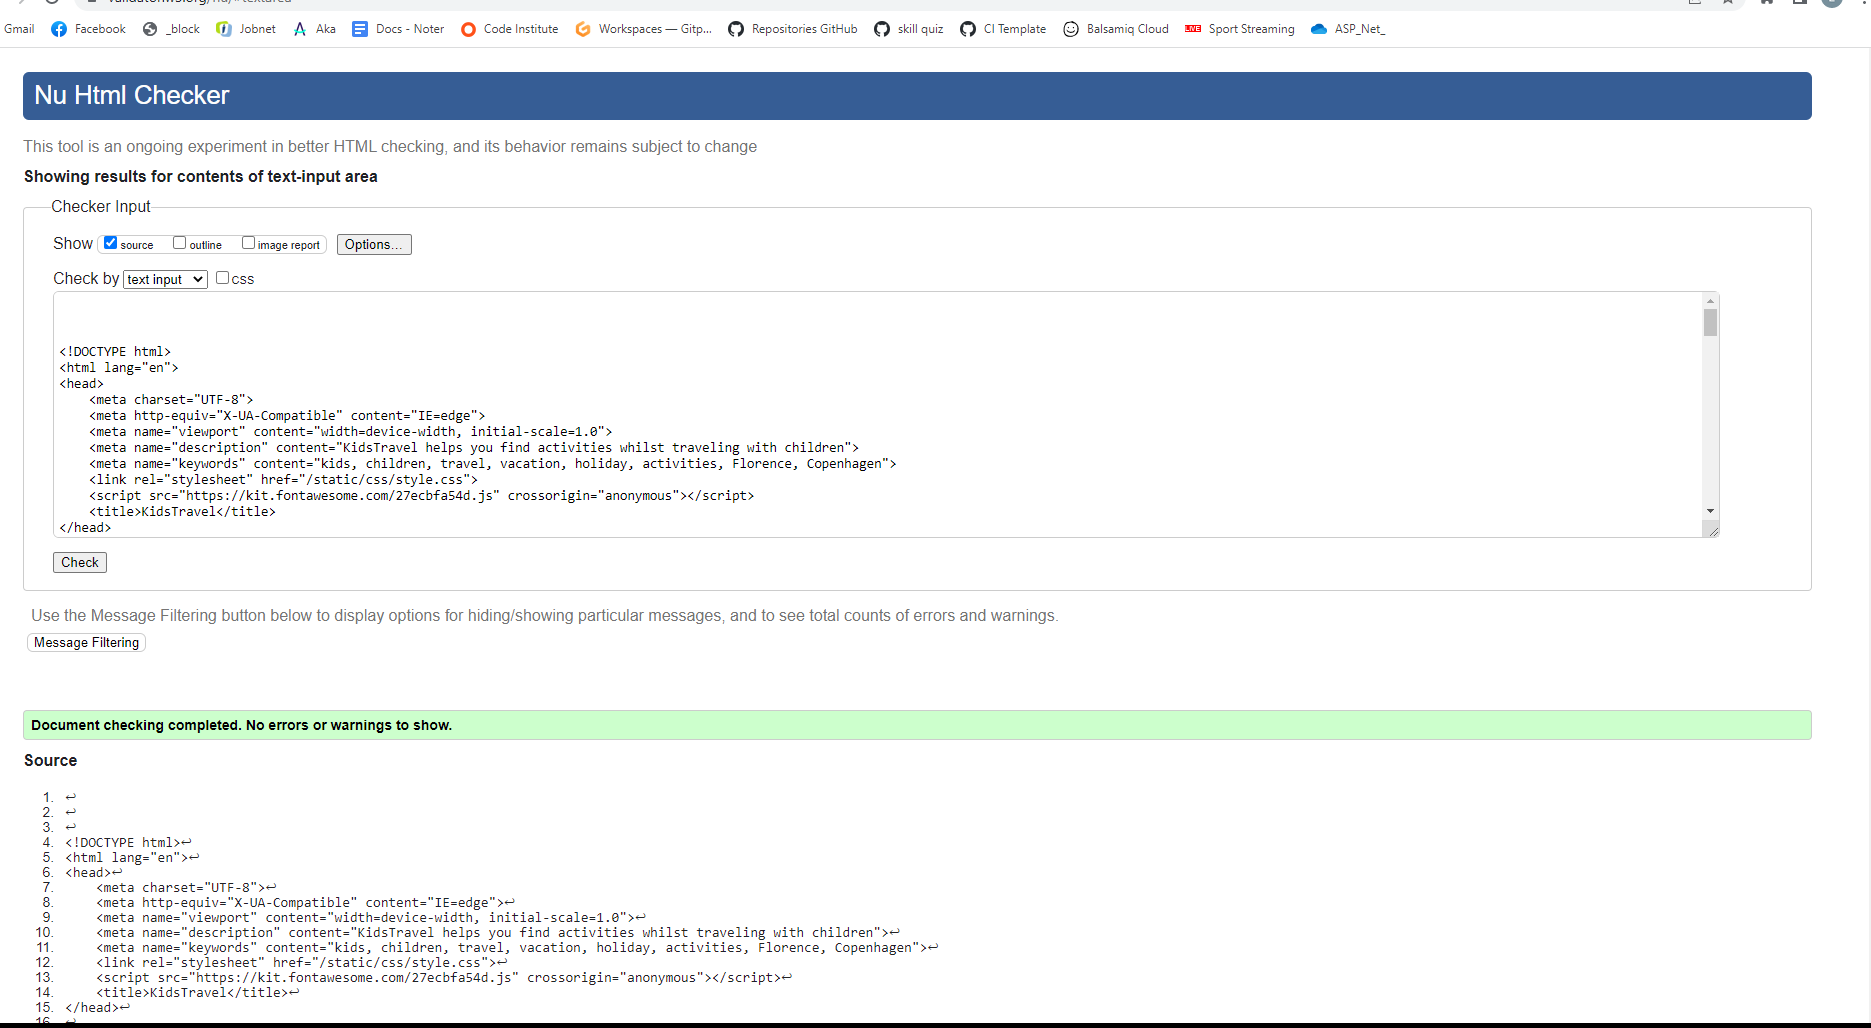 Gmail Facebook _block Jobnet Aka Docs - Noter Code Institute Workspaces — Gitp... Repositories GitHub skill quiz CI Template Balsamiq Cloud LIVE Sport Streaming ASP_Net_
Nu Html Checker
This tool is an ongoing experiment in better HTML checking, and its behavior remains subject to change
Showing results for contents of text-input area
Checker Input
Show source outline image report Options...
Check by text input css
<!DOCTYPE html>
<html lang="en">
<head>
    <meta charset="UTF-8">
    <meta http-equiv="X-UA-Compatible" content="IE=edge">
    <meta name="viewport" content="width=device-width, initial-scale=1.0">
    <meta name="description" content="KidsTravel helps you find activities whilst traveling with children">
    <meta name="keywords" content="kids, children, travel, vacation, holiday, activities, Florence, Copenhagen">
    <link rel="stylesheet" href="/static/css/style.css">
    <script src="https://kit.fontawesome.com/27ecbfa54d.js" crossorigin="anonymous"></script>
    <title>KidsTravel</title>
</head>
Check
Use the Message Filtering button below to display options for hiding/showing particular messages, and to see total counts of errors and warnings.
Message Filtering
Document checking completed. No errors or warnings to show.
Source
1. ↩
2. ↩
3. ↩
4. <!DOCTYPE html>↩
5. <html lang="en">↩
6. <head>↩
7.     <meta charset="UTF-8">↩
8.     <meta http-equiv="X-UA-Compatible" content="IE=edge">↩
9.     <meta name="viewport" content="width=device-width, initial-scale=1.0">↩
10.     <meta name="description" content="KidsTravel helps you find activities whilst traveling with children">↩
11.     <meta name="keywords" content="kids, children, travel, vacation, holiday, activities, Florence, Copenhagen">↩
12.     <link rel="stylesheet" href="/static/css/style.css">↩
13.     <script src="https://kit.fontawesome.com/27ecbfa54d.js" crossorigin="anonymous"></script>↩
14.     <title>KidsTravel</title>↩
15. </head>↩
16. ↩